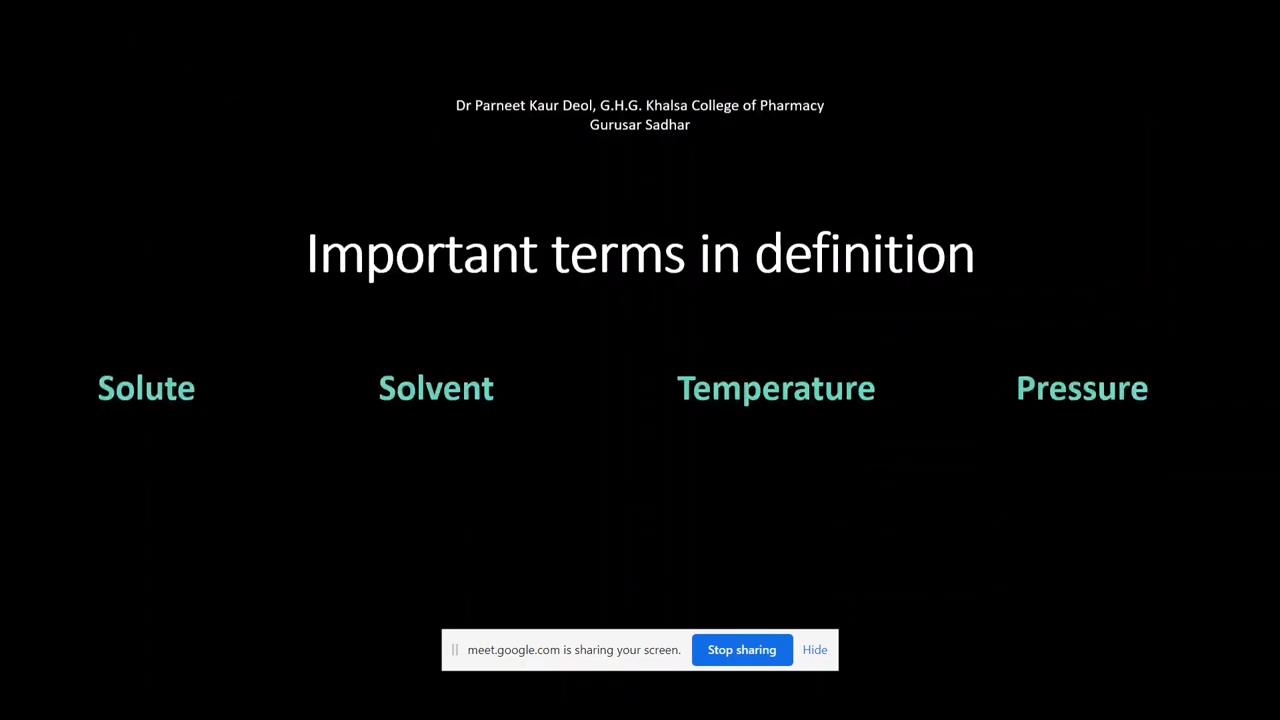 Dr Parneet Kaur Deol, G.H.G. Khalsa College of Pharmacy
Gurusar Sadhar
Important terms in definition
Solute Solvent Temperature Pressure
meet.google.com is sharing your screen. Stop sharing Hide